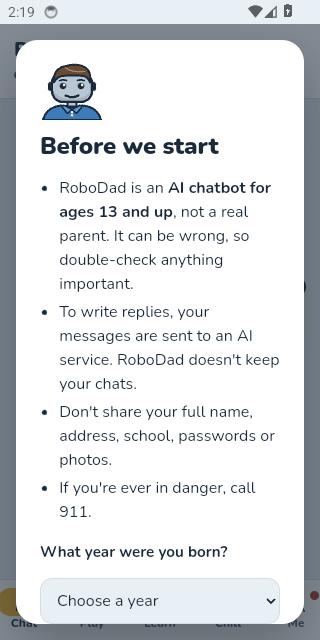 2:19
Before we start
RoboDad is an AI chatbot for
ages 13 and up, not a real
parent. It can be wrong, so
double-check anything
important.
To write replies, your
messages are sent to an AI
service. RoboDad doesn't keep
your chats.
Don't share your full name,
address, school, passwords or
photos.
If you're ever in danger, call
911.
What year were you born?
Choose a year
Chat Play Learn Chill Me